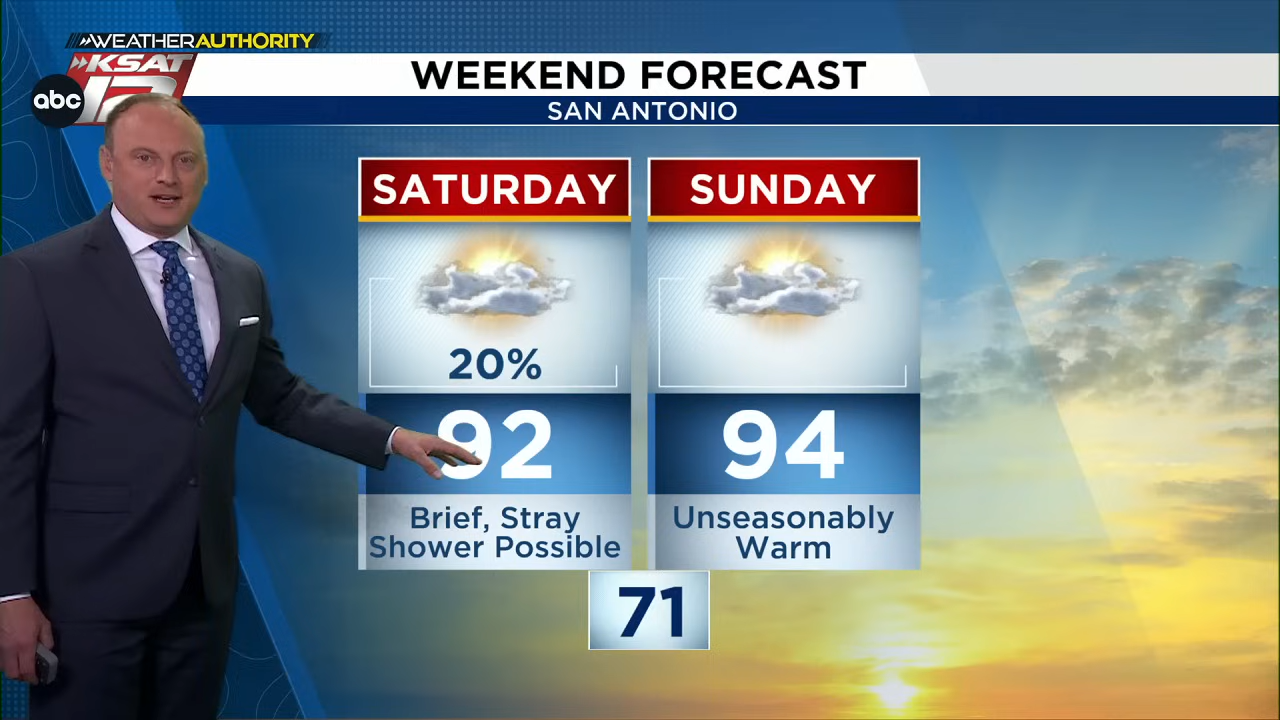 WEATHERAUTHORITY
KSAT
12
abc
WEEKEND FORECAST
SAN ANTONIO
SATURDAY
20%
92
Brief, Stray
Shower Possible
SUNDAY
94
Unseasonably
Warm
71